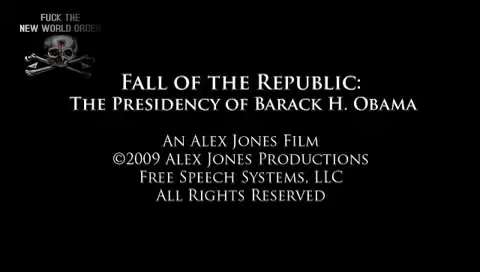 FUCK THE
NEW WORLD ORDER
FALL OF THE REPUBLIC:
THE PRESIDENCY OF BARACK H. OBAMA
AN ALEX JONES FILM
©2009 ALEX JONES PRODUCTIONS
FREE SPEECH SYSTEMS, LLC
ALL RIGHTS RESERVED